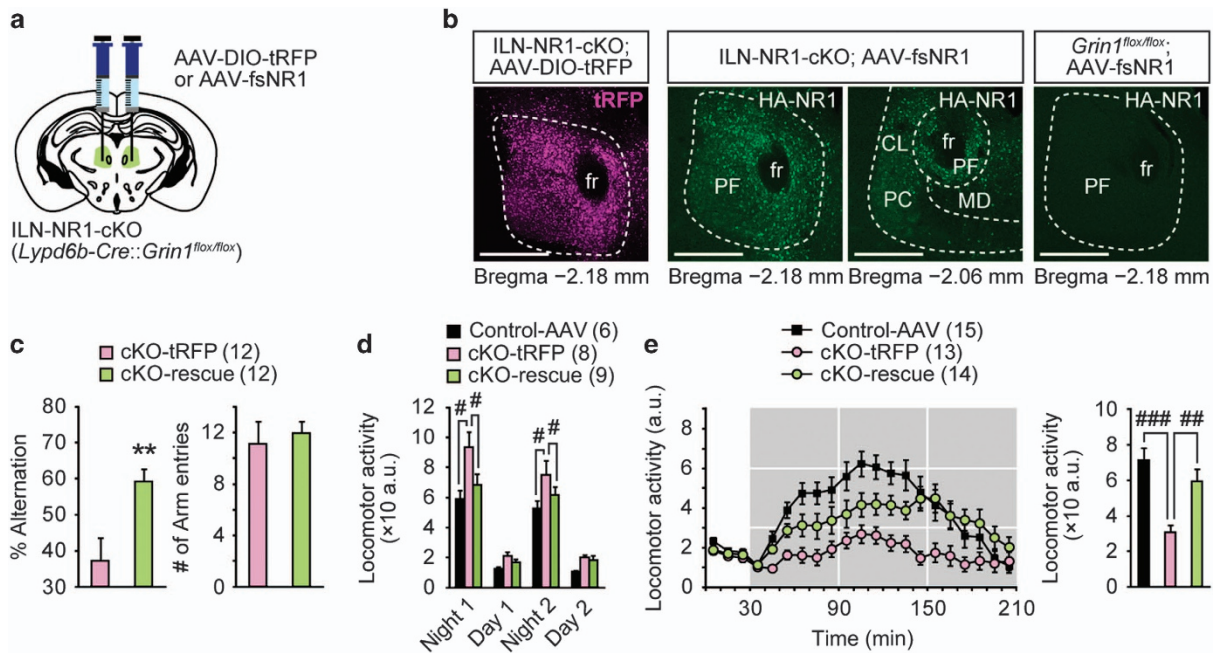 a
AAV-DIO-tRFP
or AAV-fsNR1
ILN-NR1-cKO
(Lypd6b-Cre::Grin1flox/flox)
b
ILN-NR1-cKO;
AAV-DIO-tRFP
ILN-NR1-cKO; AAV-fsNR1
Grin1flox/flox;
AAV-fsNR1
tRFP
fr
Bregma −2.18 mm
HA-NR1
PF
fr
Bregma −2.18 mm
HA-NR1
CL
fr
PF
PC
MD
Bregma −2.06 mm
HA-NR1
PF
fr
Bregma −2.18 mm
c
cKO-tRFP (12)
cKO-rescue (12)
% Alternation
80
70
60
50
40
30
**
# of Arm entries
12
8
4
0
d
Control-AAV (6)
cKO-tRFP (8)
cKO-rescue (9)
Locomotor activity
(×10 a.u.)
12
10
8
6
4
2
0
# #
# #
Night 1
Day 1
Night 2
Day 2
e
Control-AAV (15)
cKO-tRFP (13)
cKO-rescue (14)
Locomotor activity (a.u.)
8
6
4
2
0
30 90 150 210
Time (min)
Locomotor activity
(×10 a.u.)
10
8
6
4
2
0
### ##